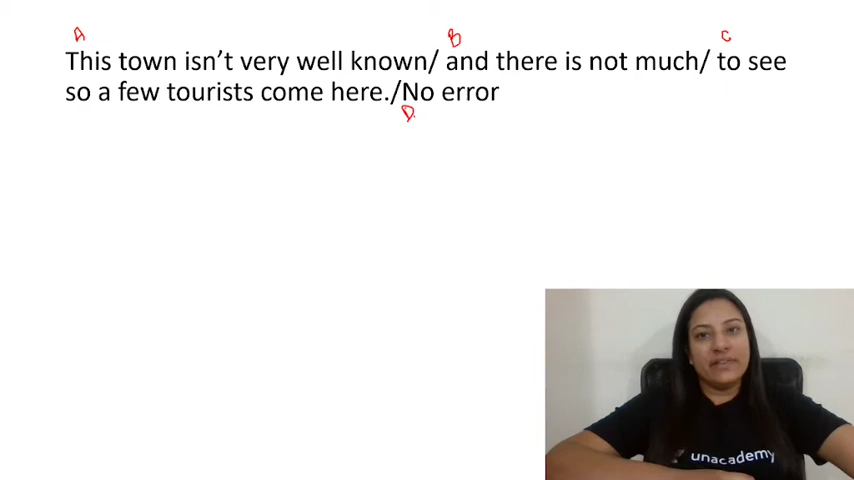 A B C
This town isn't very well known/ and there is not much/ to see
so a few tourists come here./No error
D
unacademy